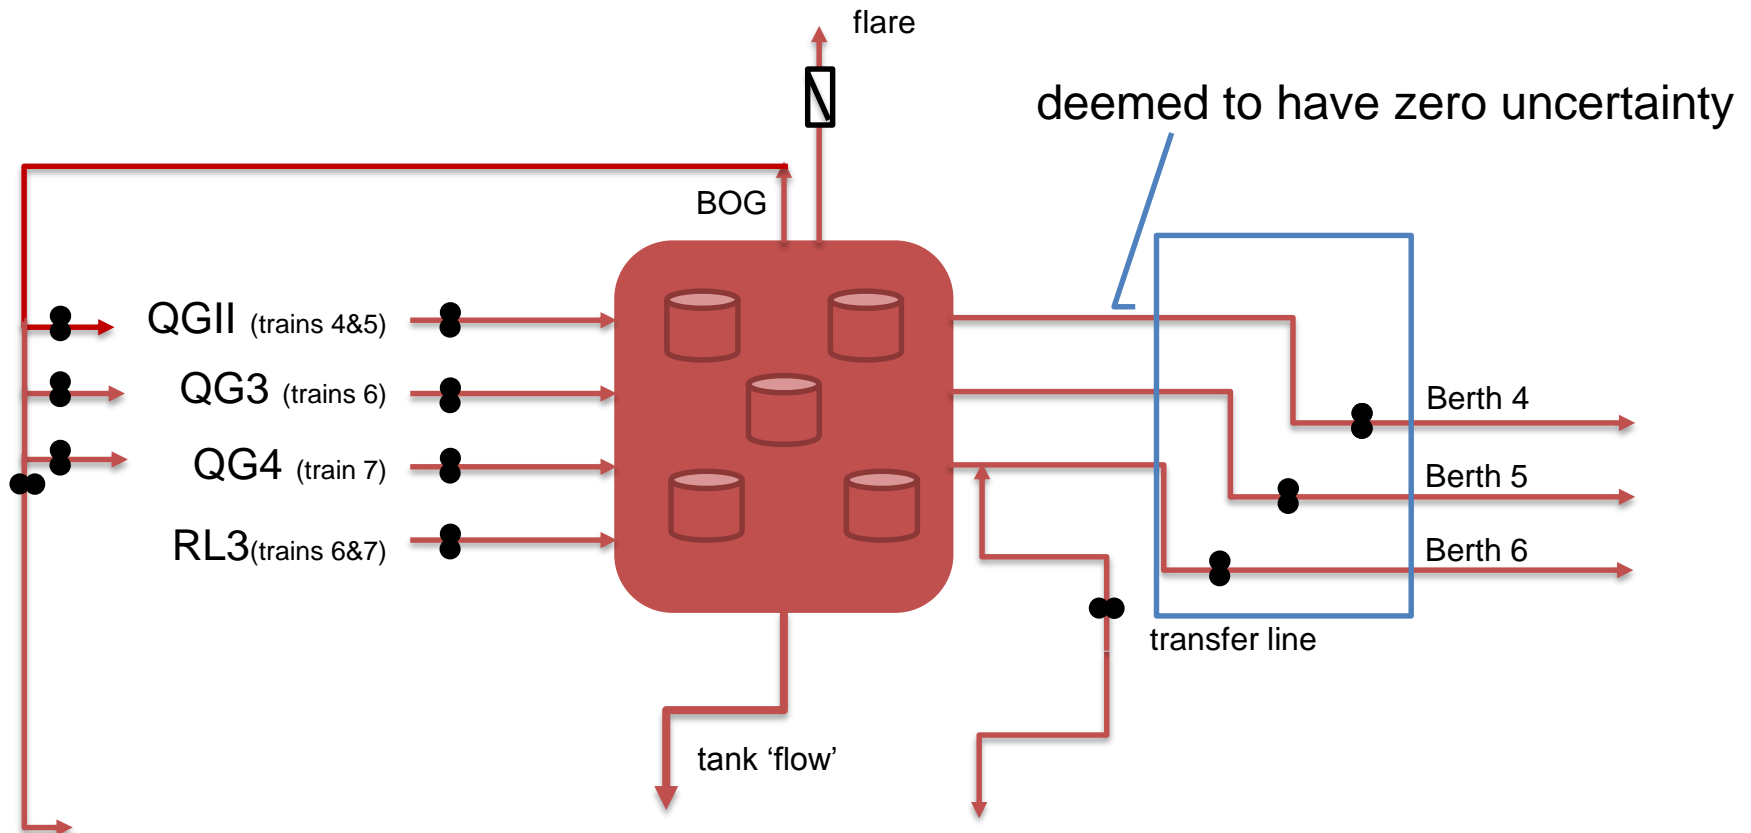 flare
deemed to have zero uncertainty
BOG
QGII (trains 4&5)
QG3 (trains 6)
QG4 (train 7)
RL3(trains 6&7)
Berth 4
Berth 5
Berth 6
transfer line
tank ‘flow’